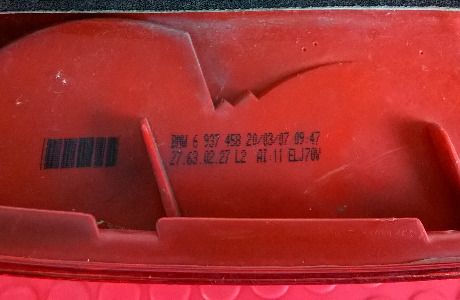 BMW 6 937 458 20/03/07 09:47
27.63.02.27 L2 AI:11 ELJ70V